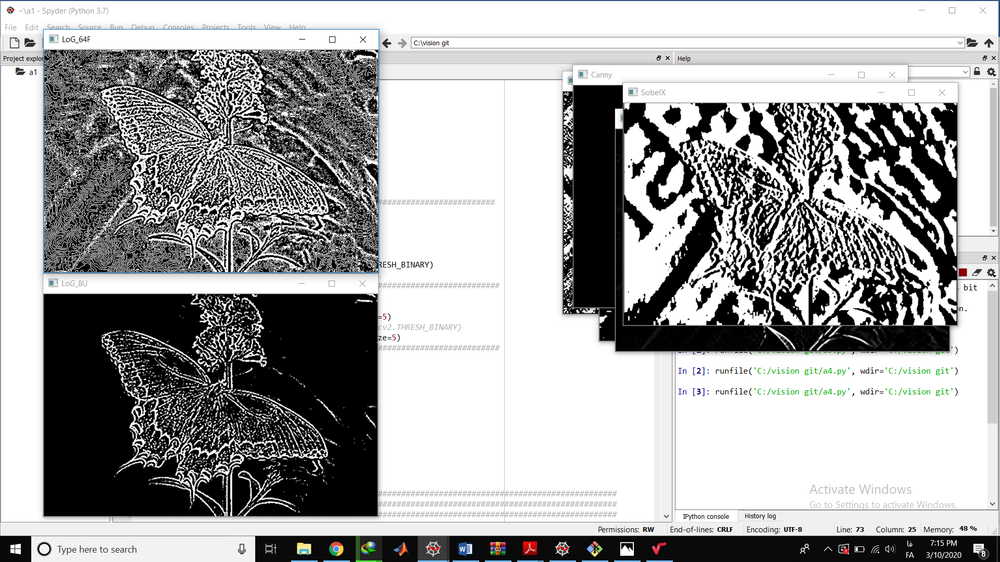 ~\a1 - Spyder (Python 3.7)
File Edit Search Source Run Debug Consoles Projects Tools View Help
LoG_64F
C:\vision git
Project explor
Help
a1
Canny
SobelX
#########################
RESH_BINARY)
##########################
LoG_8U
bit
n.
=5)
cv2.THRESH_BINARY)
ze=5)
##########################
In [2]: runfile('C:/vision git/a4.py', wdir='C:/vision git')
In [3]: runfile('C:/vision git/a4.py', wdir='C:/vision git')
Activate Windows
Go to Settings to activate Windows.
###################################################
###################################################
###################################################
IPython console History log
Permissions: RW End-of-lines: CRLF Encoding: UTF-8 Line: 73 Column: 25 Memory: 48 %
Type here to search
فا
FA
7:15 PM
3/10/2020
8